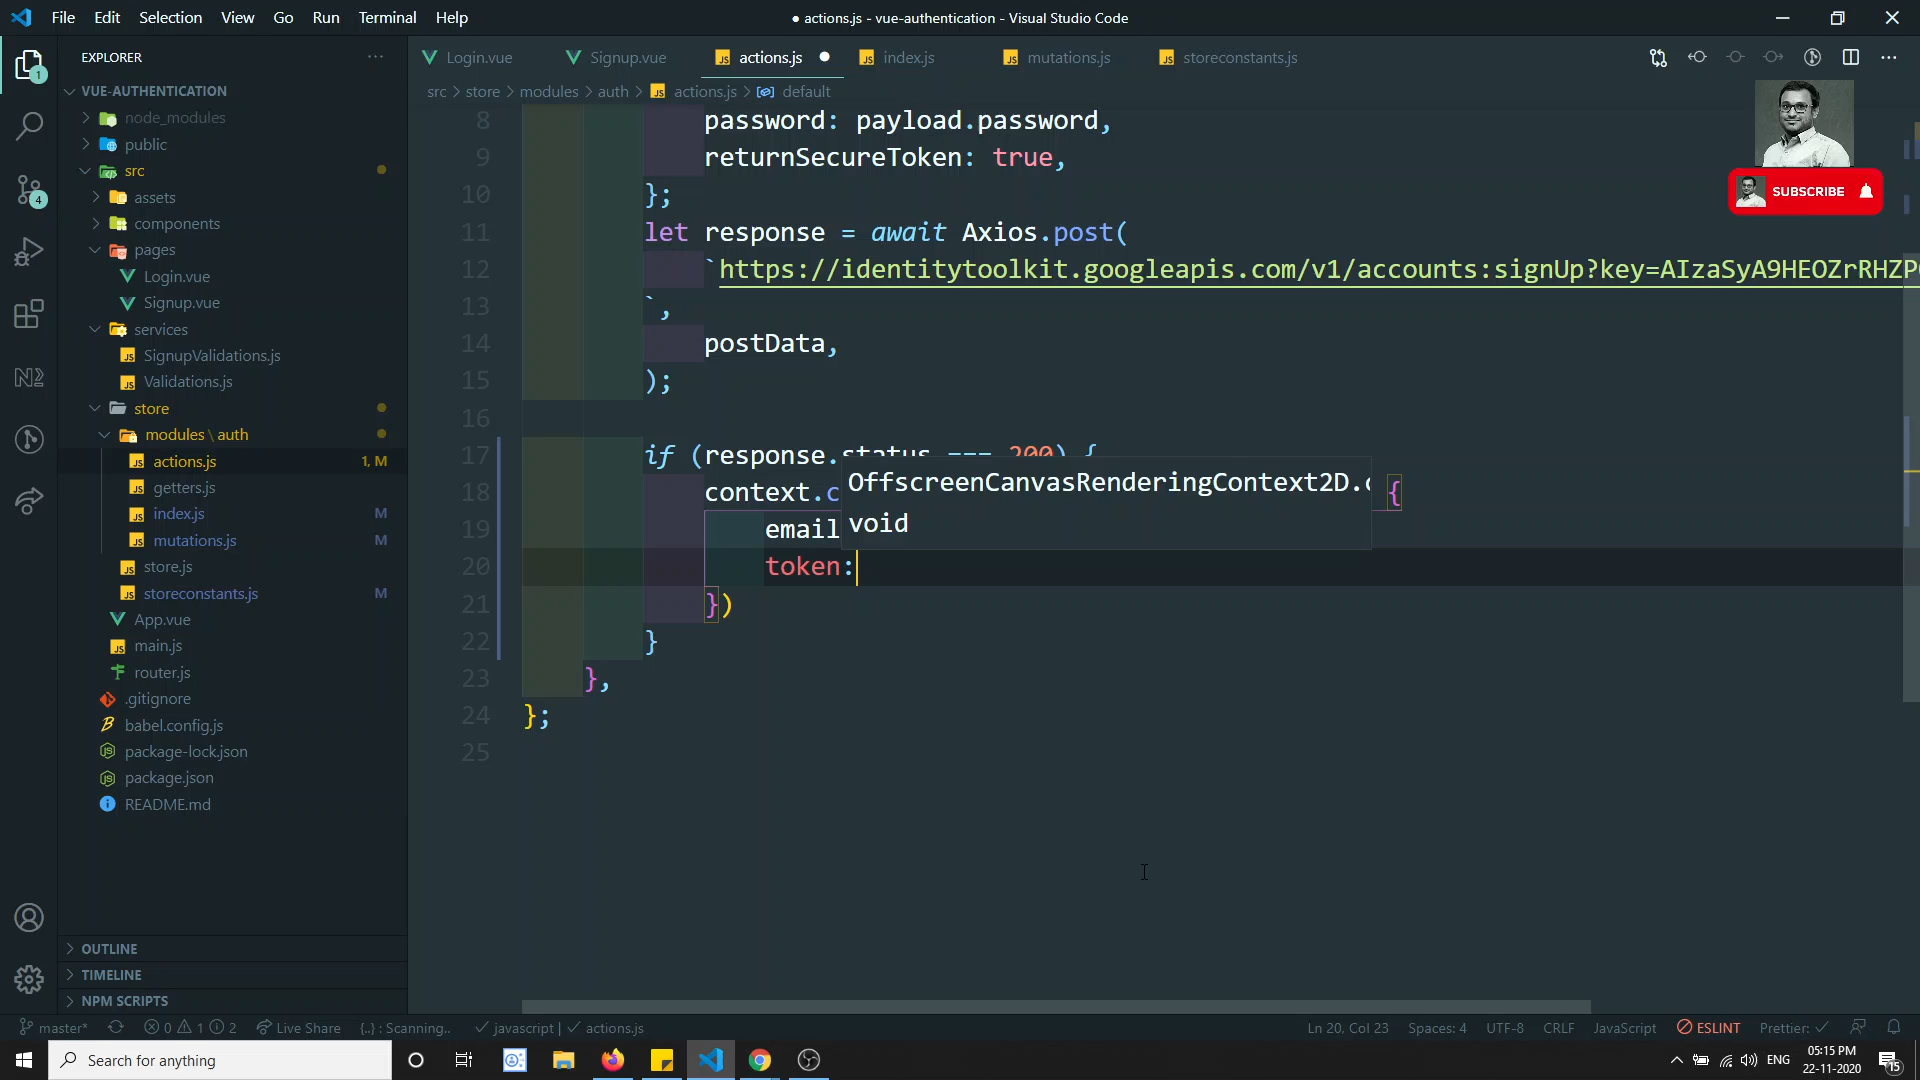 File Edit Selection View Go Run Terminal Help
● actions.js - vue-authentication - Visual Studio Code
EXPLORER
Login.vue
Signup.vue
actions.js
index.js
mutations.js
storeconstants.js
src > store > modules > auth > actions.js > default
VUE-AUTHENTICATION
node_modules
public
src
assets
components
pages
Login.vue
Signup.vue
services
SignupValidations.js
Validations.js
store
modules \ auth
actions.js 1, M
getters.js
index.js M
mutations.js M
store.js
storeconstants.js M
App.vue
main.js
router.js
.gitignore
babel.config.js
package-lock.json
package.json
README.md
OUTLINE
TIMELINE
NPM SCRIPTS
1
4
8 password: payload.password,
9 returnSecureToken: true,
10 };
11 let response = await Axios.post(
12 `https://identitytoolkit.googleapis.com/v1/accounts:signUp?key=AIzaSyA9HEOZrRHZP
13 `,
14 postData,
15 );
16
17 if (response.status === 200) {
18 context.c {
OffscreenCanvasRenderingContext2D.c
void
19 email
20 token:
21 })
22 }
23 },
24 };
25
SUBSCRIBE
master* 0 1 2 Live Share {..} : Scanning.. javascript | actions.js
Ln 20, Col 23 Spaces: 4 UTF-8 CRLF JavaScript ESLINT Prettier: ✓
Search for anything
ENG
05:15 PM
22-11-2020
15